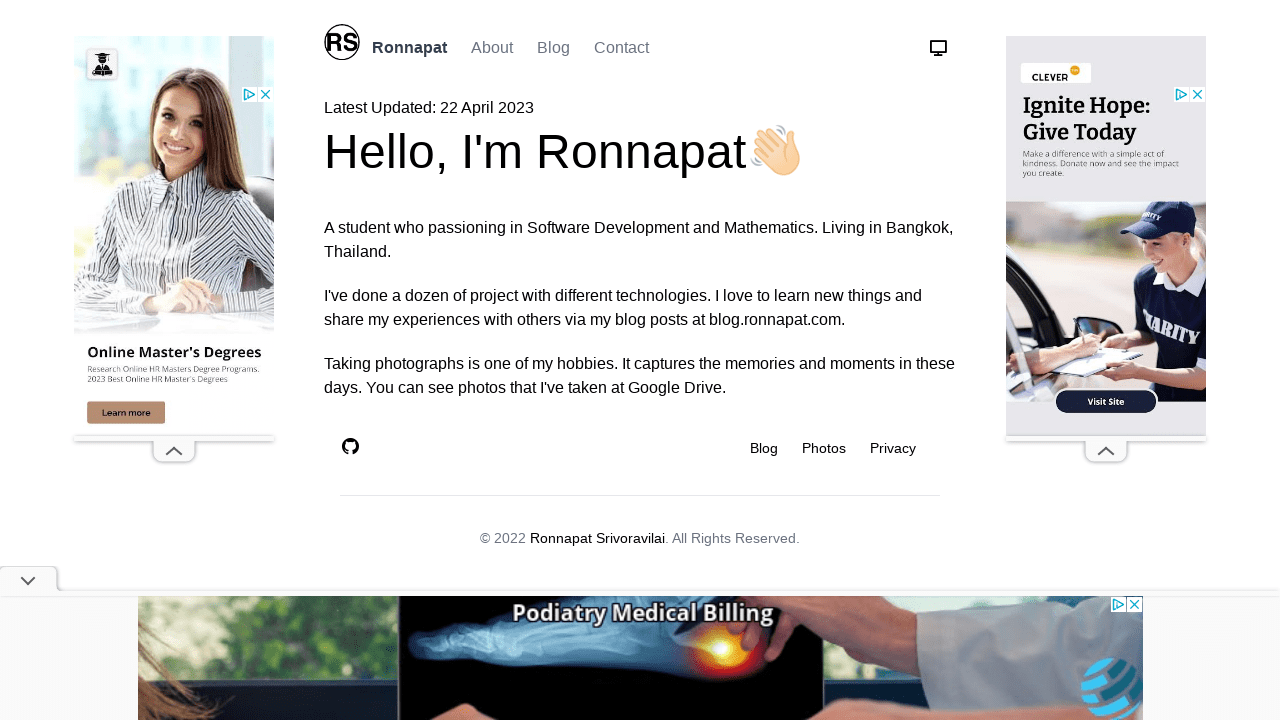 RS
Ronnapat About Blog Contact
Latest Updated: 22 April 2023
Hello, I'm Ronnapat
A student who passioning in Software Development and Mathematics. Living in Bangkok,
Thailand.
I've done a dozen of project with different technologies. I love to learn new things and
share my experiences with others via my blog posts at blog.ronnapat.com.
Taking photographs is one of my hobbies. It captures the memories and moments in these
days. You can see photos that I've taken at Google Drive.
Blog Photos Privacy
© 2022 Ronnapat Srivoravilai. All Rights Reserved.
Online Master's Degrees
Research Online HR Masters Degree Programs.
2023 Best Online HR Master's Degrees
Learn more
CLEVER
Ignite Hope:
Give Today
Make a difference with a simple act of
kindness. Donate now and see the impact
you create.
CHARITY
CHARITY
Visit Site
Podiatry Medical Billing